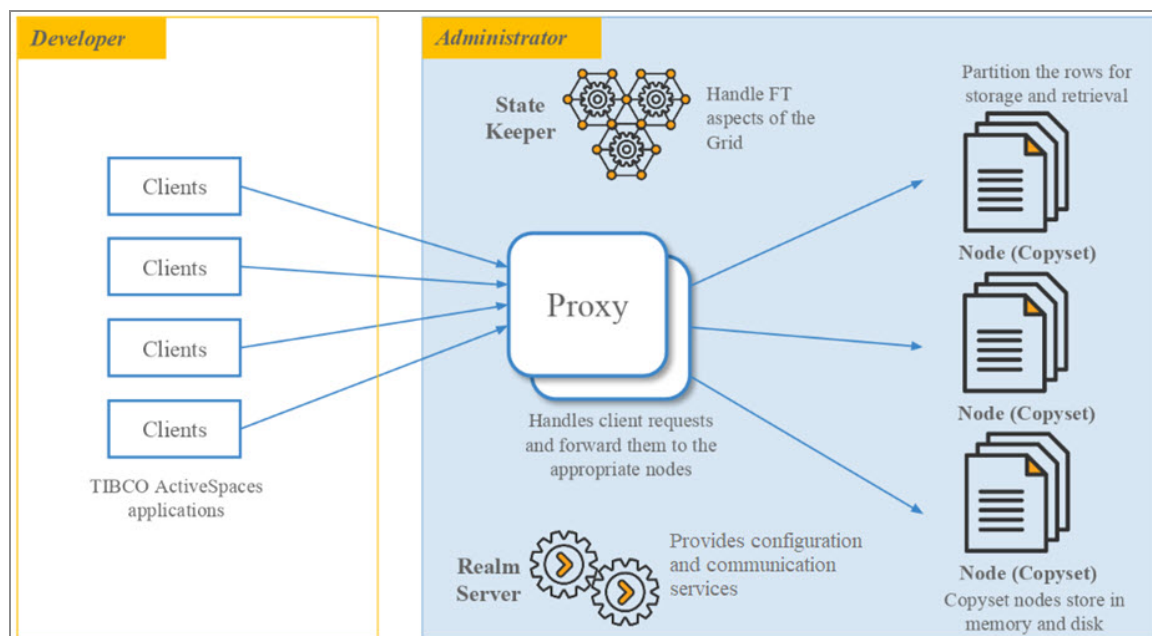 Developer
Clients
Clients
Clients
Clients
TIBCO ActiveSpaces
applications
Administrator
State
Keeper
Handle FT
aspects of the
Grid
Proxy
Handles client requests
and forward them to the
appropriate nodes
Realm
Server
Provides configuration
and communication
services
Partition the rows for
storage and retrieval
Node (Copyset)
Node (Copyset)
Node (Copyset)
Copyset nodes store in
memory and disk